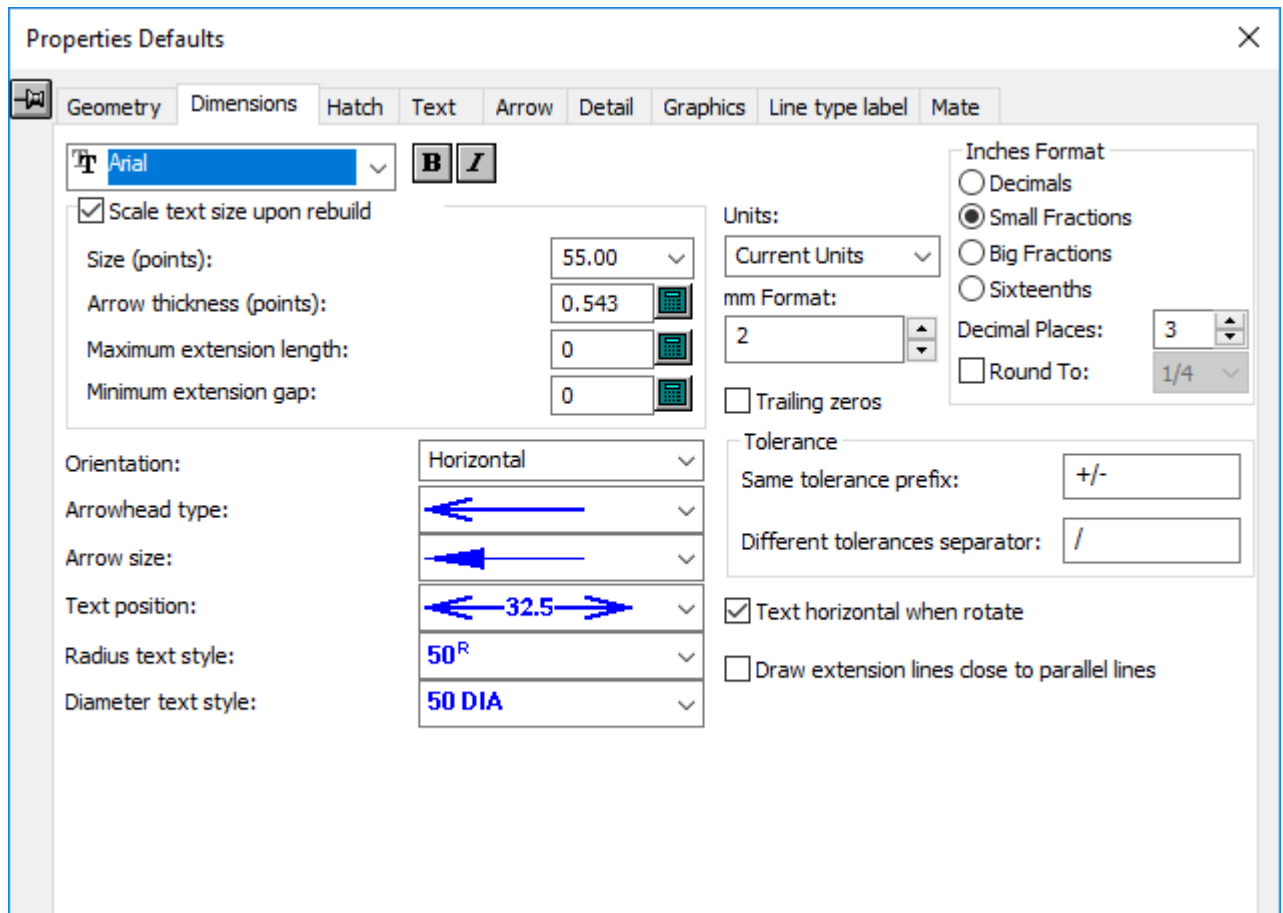 Properties Defaults
Geometry Dimensions Hatch Text Arrow Detail Graphics Line type label Mate
Arial B I
Scale text size upon rebuild
Size (points): 55.00
Arrow thickness (points): 0.543
Maximum extension length: 0
Minimum extension gap: 0
Units:
Current Units
mm Format:
2
Trailing zeros
Inches Format
Decimals
Small Fractions
Big Fractions
Sixteenths
Decimal Places: 3
Round To: 1/4
Orientation: Horizontal
Arrowhead type:
Arrow size:
Text position: 32.5
Radius text style: 50R
Diameter text style: 50 DIA
Tolerance
Same tolerance prefix: +/-
Different tolerances separator: /
Text horizontal when rotate
Draw extension lines close to parallel lines